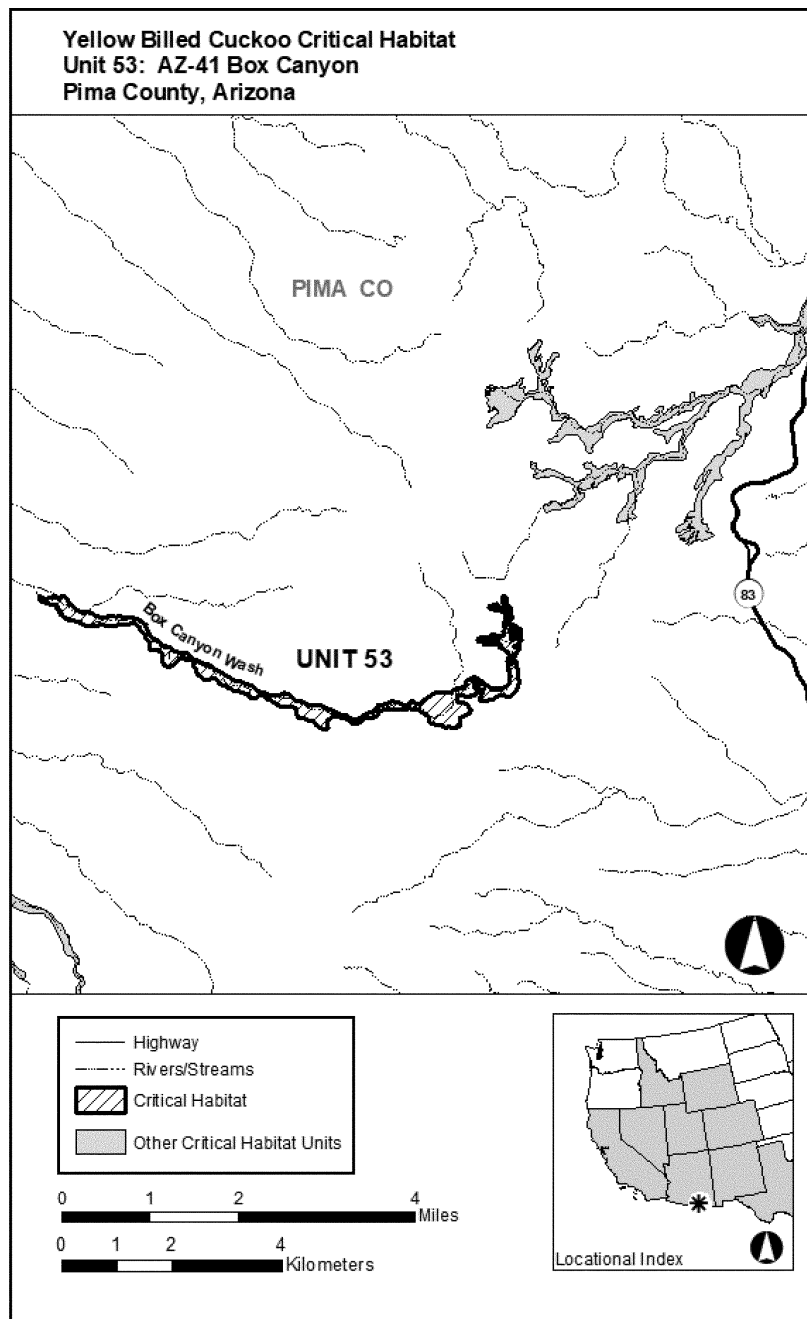 Yellow Billed Cuckoo Critical Habitat
Unit 53: AZ-41 Box Canyon
Pima County, Arizona
PIMA CO
83
Box Canyon Wash
UNIT 53
Highway
Rivers/Streams
Critical Habitat
Other Critical Habitat Units
0 1 2 4
Miles
0 1 2 4
Kilometers
Locational Index